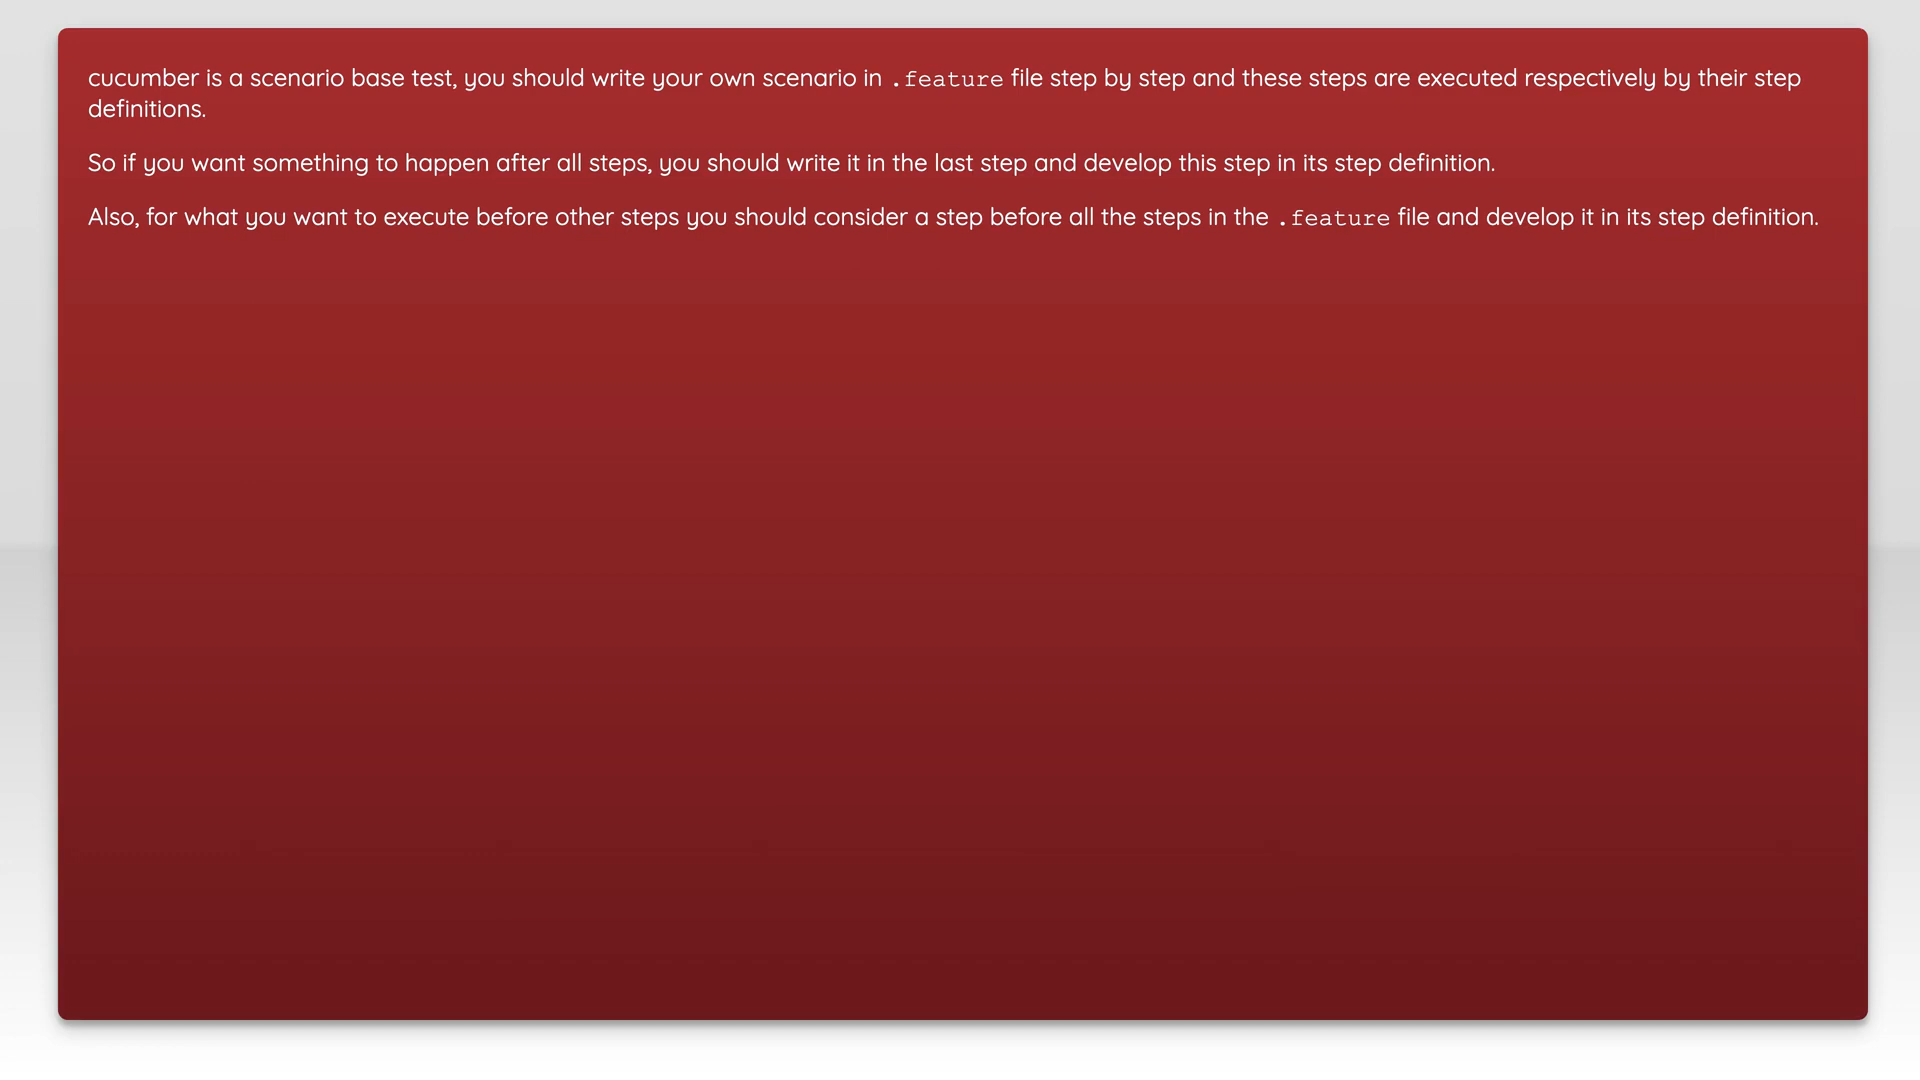 cucumber is a scenario base test, you should write your own scenario in .feature file step by step and these steps are executed respectively by their step
definitions.
So if you want something to happen after all steps, you should write it in the last step and develop this step in its step definition.
Also, for what you want to execute before other steps you should consider a step before all the steps in the .feature file and develop it in its step definition.